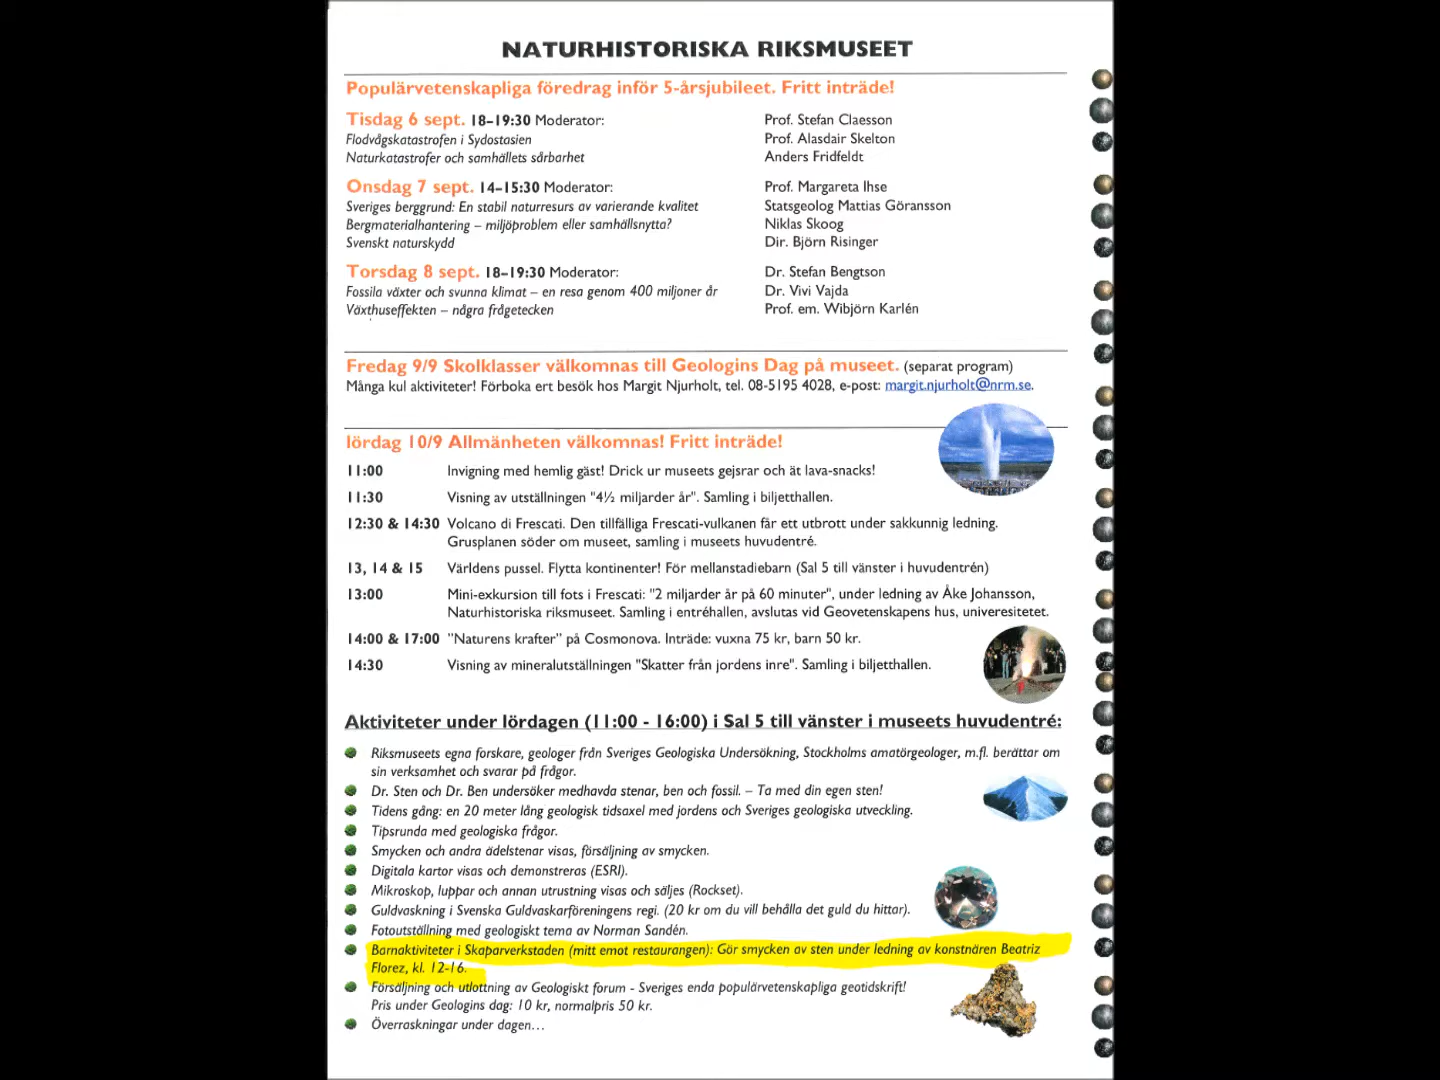 NATURHISTORISKA RIKSMUSEET
Populärvetenskapliga föredrag inför 5-årsjubileet. Fritt inträde!
Tisdag 6 sept. 18–19:30 Moderator: Prof. Stefan Claesson
Flodvågskatastrofen i Sydostasien Prof. Alasdair Skelton
Naturkatastrofer och samhällets sårbarhet Anders Fridfeldt
Onsdag 7 sept. 14–15:30 Moderator: Prof. Margareta Ihse
Sveriges berggrund: En stabil naturresurs av varierande kvalitet Statsgeolog Mattias Göransson
Bergmaterialhantering – miljöproblem eller samhällsnytta? Niklas Skoog
Svenskt naturskydd Dir. Björn Risinger
Torsdag 8 sept. 18–19:30 Moderator: Dr. Stefan Bengtson
Fossila växter och svunna klimat – en resa genom 400 miljoner år Dr. Vivi Vajda
Växthuseffekten – några frågetecken Prof. em. Wibjörn Karlén
Fredag 9/9 Skolklasser välkomnas till Geologins Dag på museet. (separat program)
Många kul aktiviteter! Förboka ert besök hos Margit Njurholt, tel. 08-5195 4028, e-post: margit.njurholt@nrm.se.
lördag 10/9 Allmänheten välkomnas! Fritt inträde!
11:00 Invigning med hemlig gäst! Drick ur museets gejsrar och ät lava-snacks!
11:30 Visning av utställningen "4½ miljarder år". Samling i biljetthallen.
12:30 & 14:30 Volcano di Frescati. Den tillfälliga Frescati-vulkanen får ett utbrott under sakkunnig ledning.
Grusplanen söder om museet, samling i museets huvudentré.
13, 14 & 15 Världens pussel. Flytta kontinenter! För mellanstadiebarn (Sal 5 till vänster i huvudentrén)
13:00 Mini-exkursion till fots i Frescati: "2 miljarder år på 60 minuter", under ledning av Åke Johansson,
Naturhistoriska riksmuseet. Samling i entréhallen, avslutas vid Geovetenskapens hus, univeresitetet.
14:00 & 17:00 "Naturens krafter" på Cosmonova. Inträde: vuxna 75 kr, barn 50 kr.
14:30 Visning av mineralutställningen "Skatter från jordens inre". Samling i biljetthallen.
Aktiviteter under lördagen (11:00 - 16:00) i Sal 5 till vänster i museets huvudentré:
Riksmuseets egna forskare, geologer från Sveriges Geologiska Undersökning, Stockholms amatörgeologer, m.fl. berättar om
sin verksamhet och svarar på frågor.
Dr. Sten och Dr. Ben undersöker medhavda stenar, ben och fossil. – Ta med din egen sten!
Tidens gång: en 20 meter lång geologisk tidsaxel med jordens och Sveriges geologiska utveckling.
Tipsrunda med geologiska frågor.
Smycken och andra ädelstenar visas, försäljning av smycken.
Digitala kartor visas och demonstreras (ESRI).
Mikroskop, luppar och annan utrustning visas och säljes (Rockset).
Guldvaskning i Svenska Guldvaskarföreningens regi. (20 kr om du vill behålla det guld du hittar).
Fotoutställning med geologiskt tema av Norman Sandén.
Barnaktiviteter i Skaparverkstaden (mitt emot restaurangen): Gör smycken av sten under ledning av konstnären Beatriz
Florez, kl. 12-16.
Försäljning och utlottning av Geologiskt forum - Sveriges enda populärvetenskapliga geotidskrift!
Pris under Geologins dag: 10 kr, normalpris 50 kr.
Överraskningar under dagen…